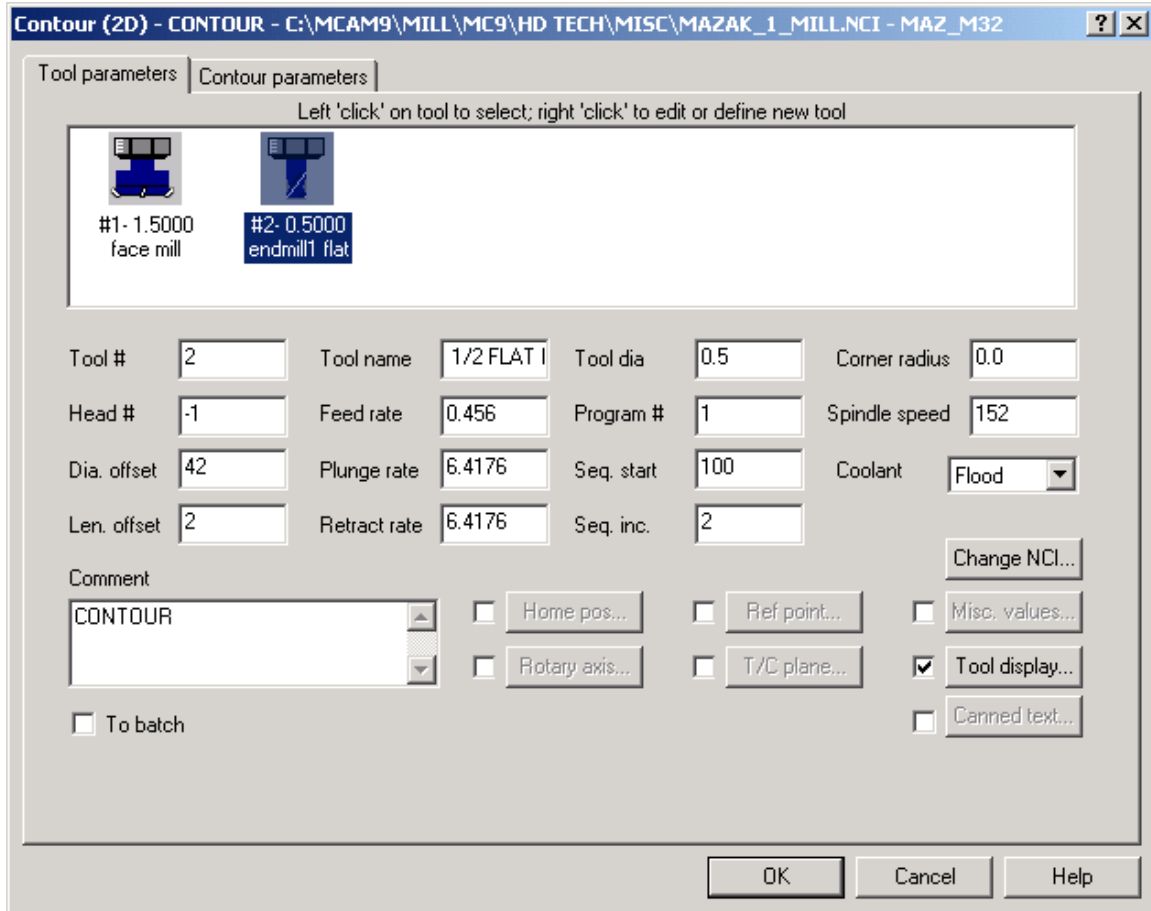 Contour (2D) - CONTOUR - C:\MCAM9\MILL\MC9\HD TECH\MISC\MAZAK_1_MILL.NCI - MAZ_M32
Tool parameters Contour parameters
Left 'click' on tool to select; right 'click' to edit or define new tool
#1- 1.5000 #2- 0.5000
face mill endmill1 flat
Tool # 2 Tool name 1/2 FLAT Tool dia 0.5 Corner radius 0.0
Head # -1 Feed rate 0.456 Program # 1 Spindle speed 152
Dia. offset 42 Plunge rate 6.4176 Seq. start 100 Coolant Flood
Len. offset 2 Retract rate 6.4176 Seq. inc. 2
Change NCI...
Comment
CONTOUR Home pos... Ref point... Misc. values...
Rotary axis... T/C plane... Tool display...
To batch Canned text...
OK Cancel Help